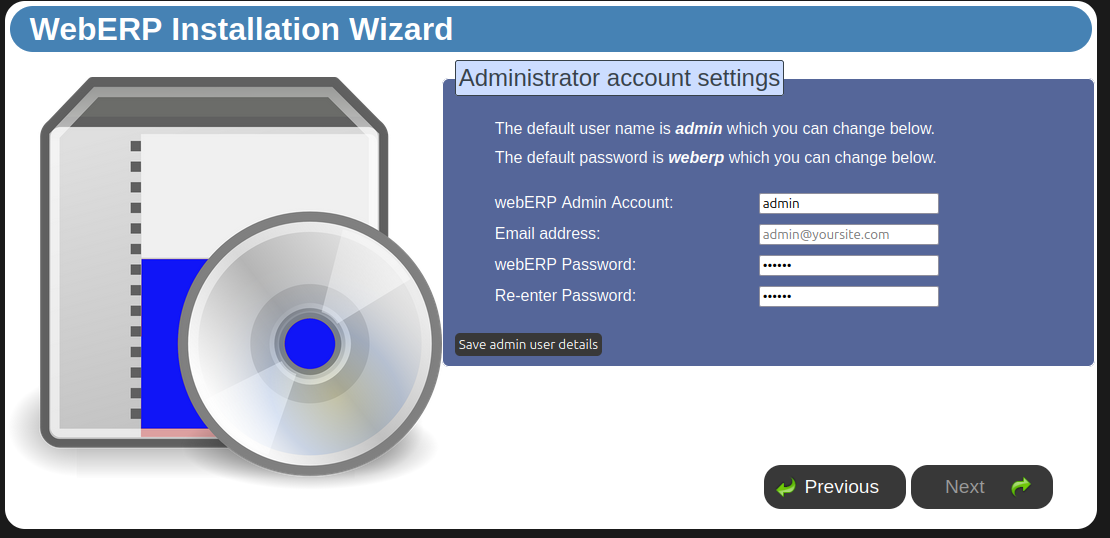 WebERP Installation Wizard
Administrator account settings
The default user name is admin which you can change below.
The default password is weberp which you can change below.
webERP Admin Account: admin
Email address: admin@yoursite.com
webERP Password: ••••••
Re-enter Password: ••••••
Save admin user details
Previous Next